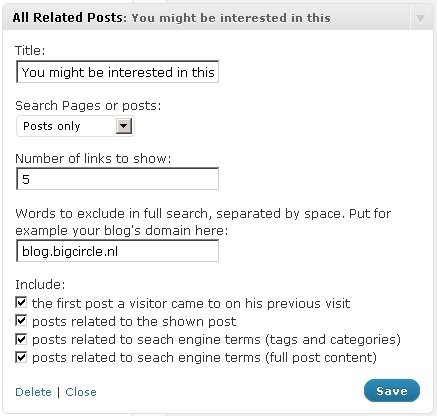 All Related Posts: You might be interested in this
Title:
You might be interested in this
Search Pages or posts:
Posts only
Number of links to show:
5
Words to exclude in full search, separated by space. Put for
example your blog's domain here:
blog.bigcircle.nl
Include:
the first post a visitor came to on his previous visit
posts related to the shown post
posts related to seach engine terms (tags and categories)
posts related to seach engine terms (full post content)
Delete | Close
Save